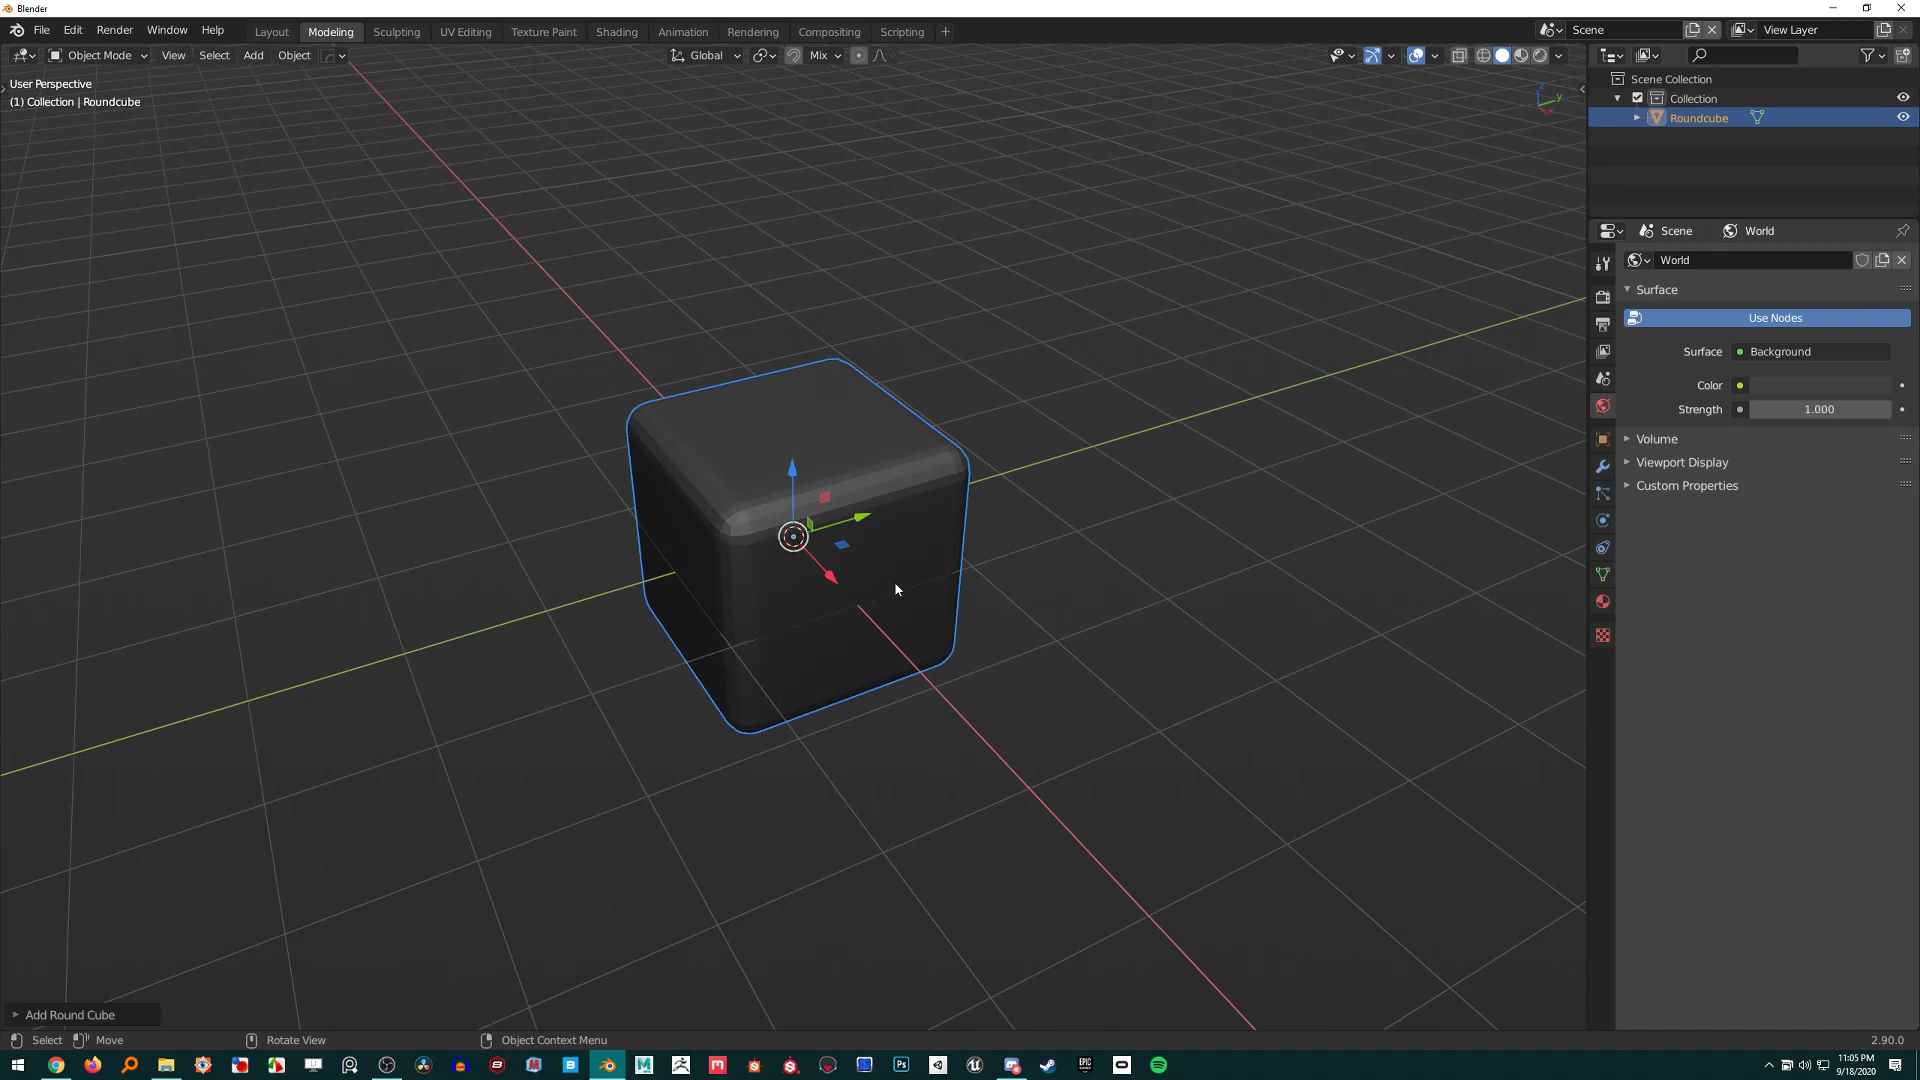 Blender
File Edit Render Window Help Layout Modeling Sculpting UV Editing Texture Paint Shading Animation Rendering Compositing Scripting + Scene View Layer
Object Mode View Select Add Object Global Mix
User Perspective
(1) Collection | Roundcube
Scene Collection
Collection
Roundcube
Scene World
World
Surface
Use Nodes
Surface Background
Color
Strength 1.000
Volume
Viewport Display
Custom Properties
Add Round Cube
Select Move Rotate View Object Context Menu 2.90.0
11:05 PM
9/18/2020